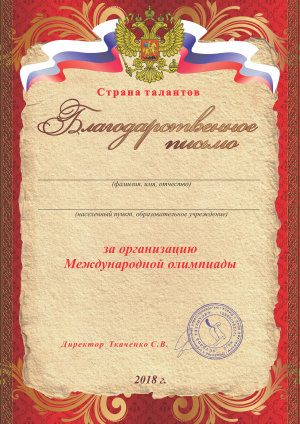 Страна талантов
Благодарственное
письмо
(фамилия, имя, отчество)
(населенный пункт, образовательное учреждение)
за организацию
Международной олимпиады
Директор Ткаченко С.В.
2018 г.